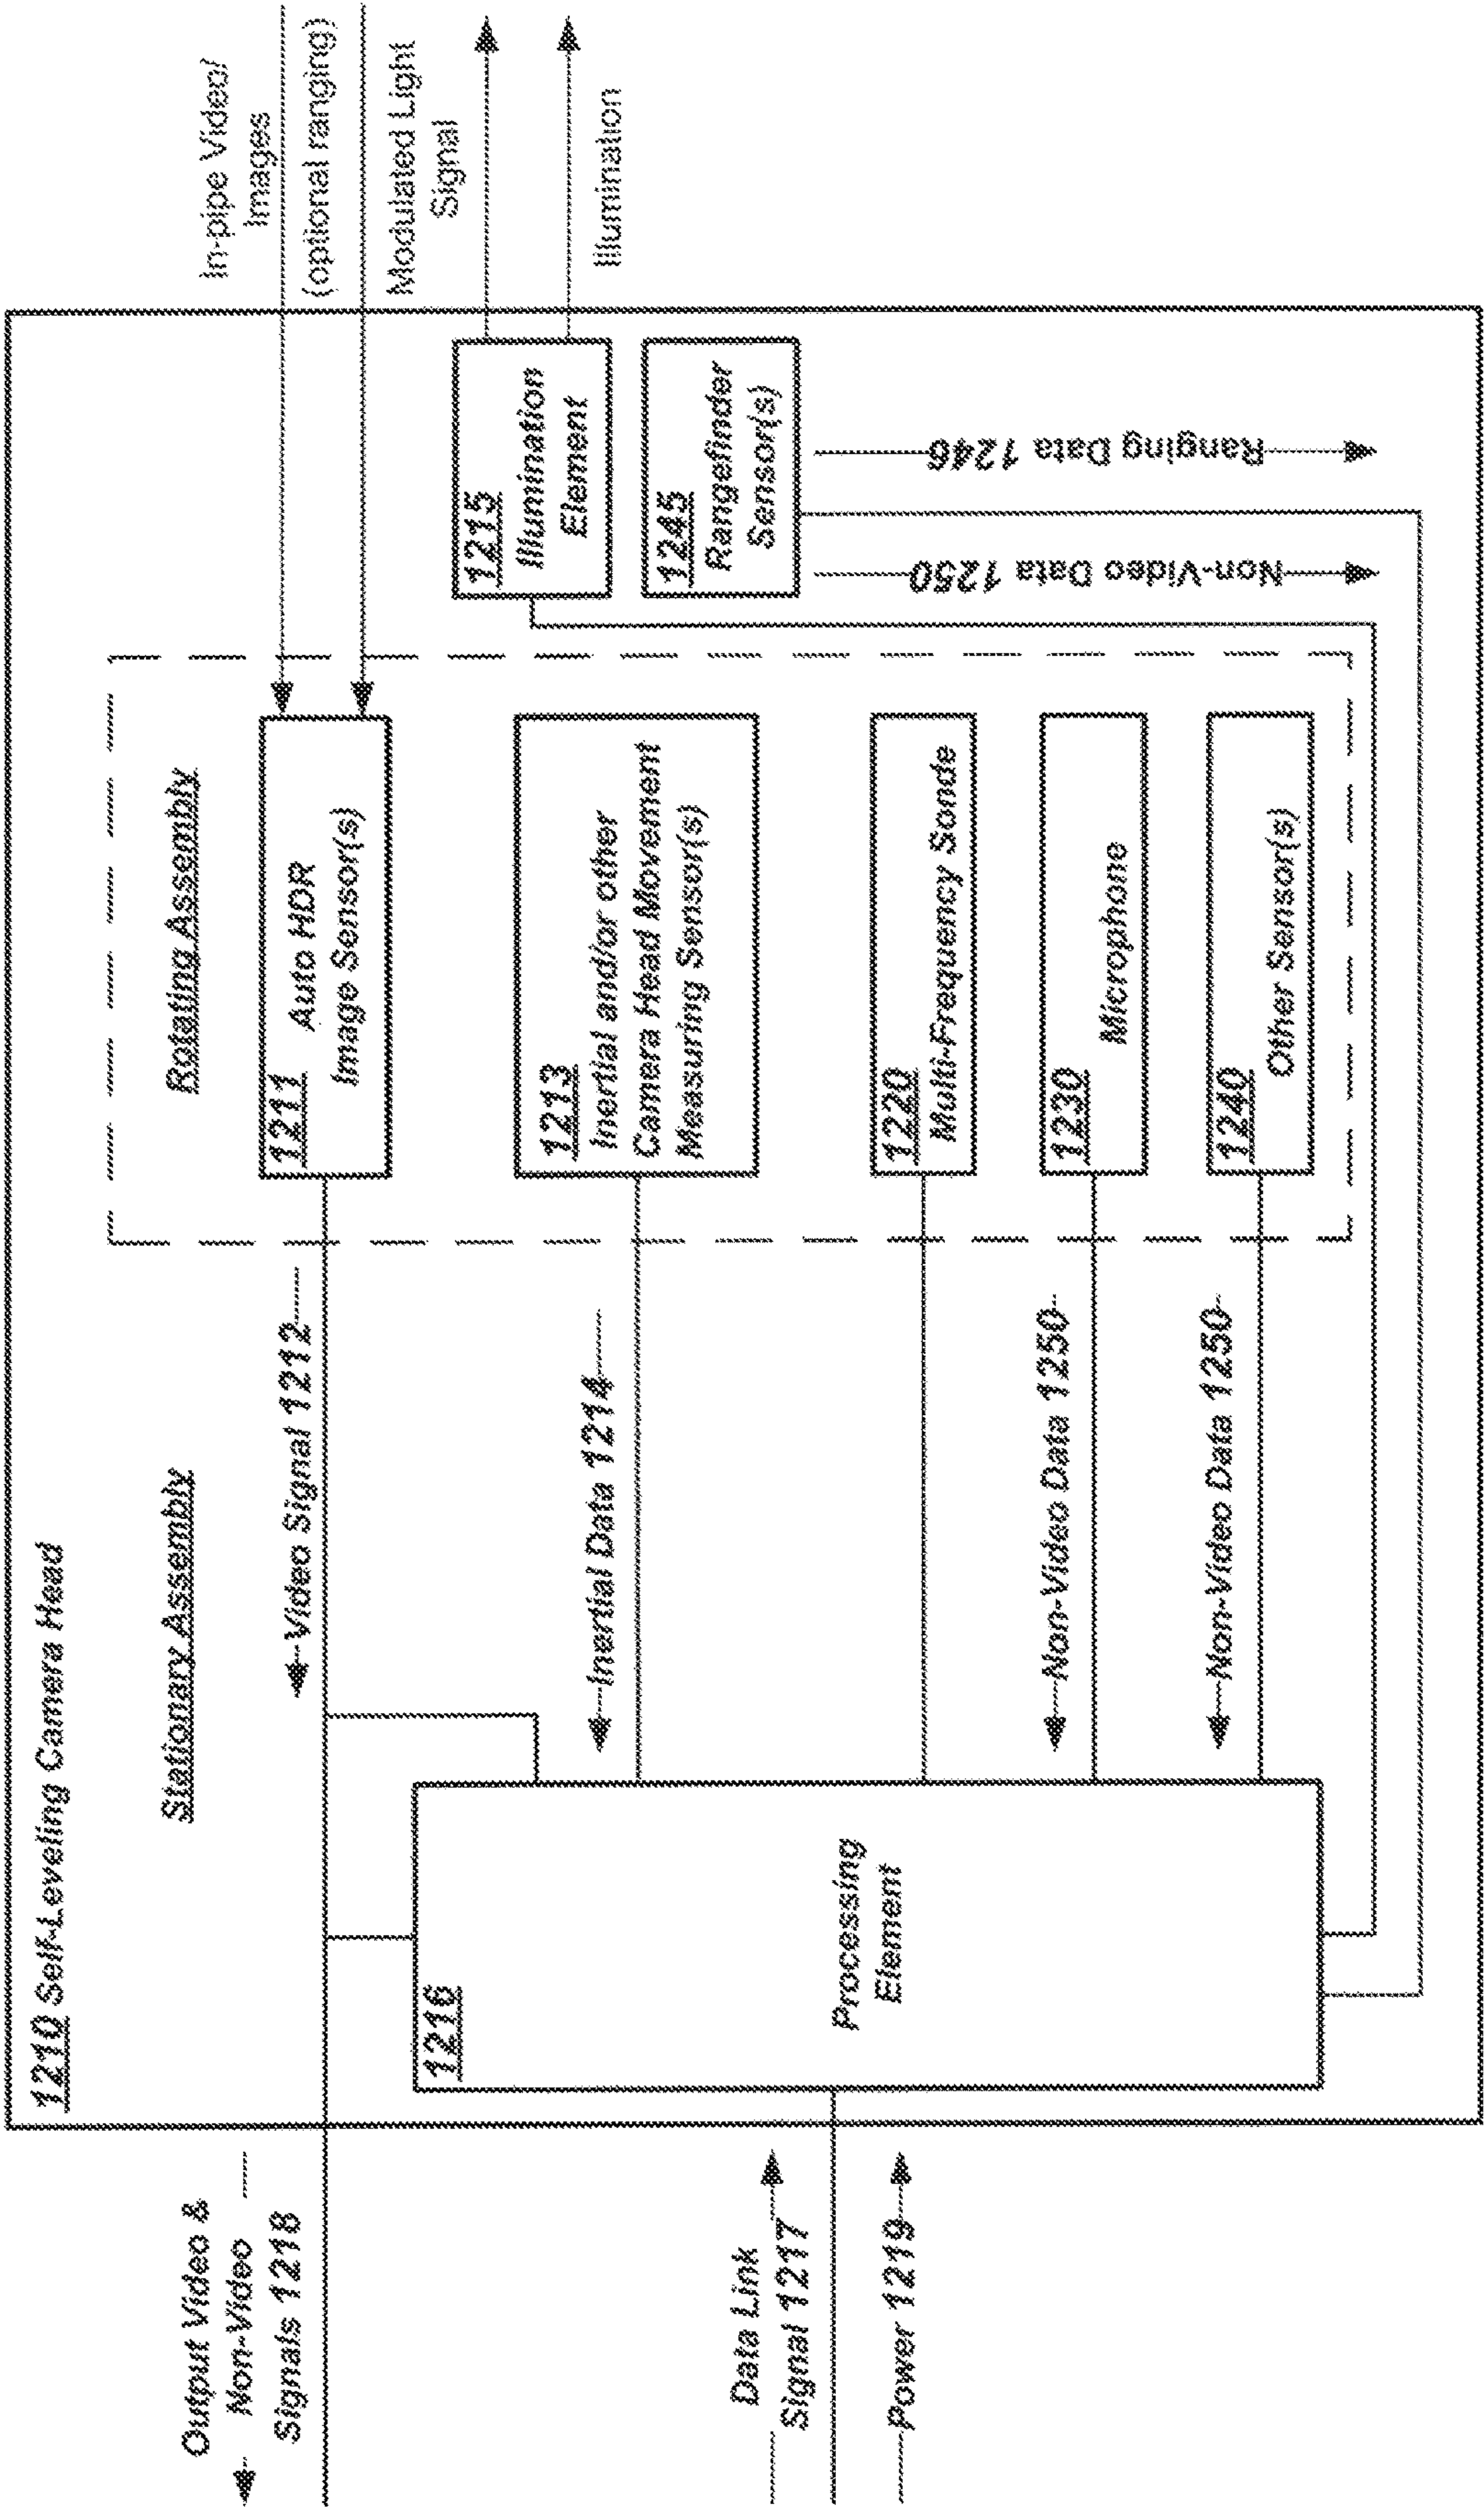 1210 Self-Leveling Camera Head
Stationary Assembly
Rotating Assembly
Output Video &
Non-Video
Signals 1218
Video Signal 1212
1211
Auto HDR
Image Sensor(s)
In-pipe Video/
Images
(optional ranging)
Modulated Light
Signal
1216
Processing
Element
Inertial Data 1214
1213
Inertial and/or other
Camera Head Movement
Measuring Sensor(s)
1215
Illumination
Element
Illumination
1245
Rangefinder
Sensor(s)
Data Link
Signal 1217
Power 1219
1220
Multi-Frequency Sonde
Non-Video Data 1250
1230
Microphone
Non-Video Data 1250
1240
Other Sensor(s)
Non-Video Data 1250
Ranging Data 1246